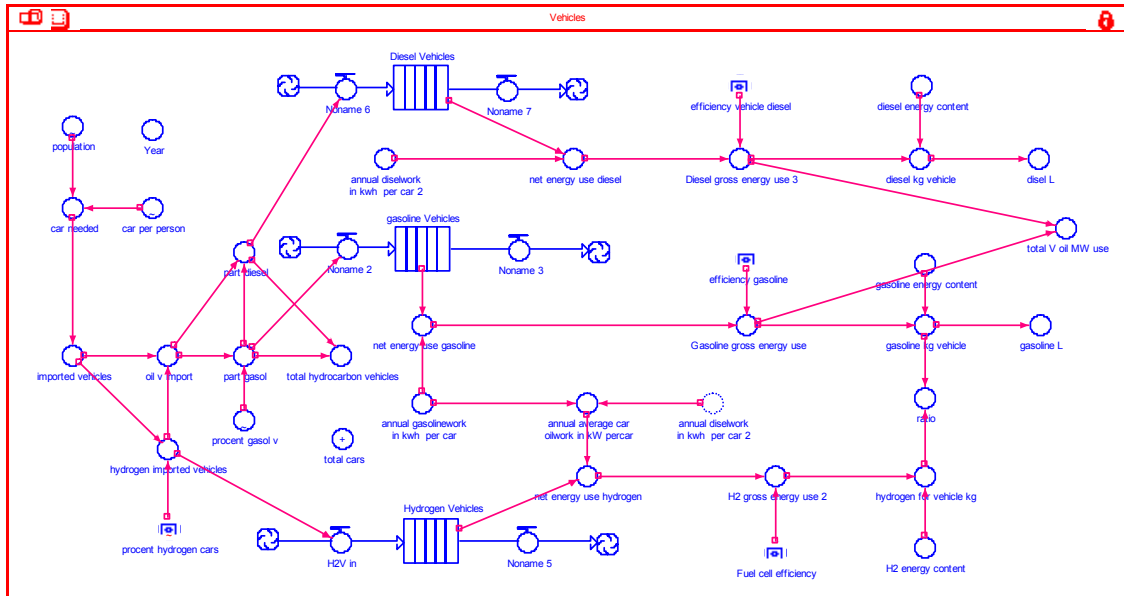 Vehicles
Diesel Vehicles
Noname 6
Noname 7
efficiency vehicle diesel
diesel energy content
population
Year
annual diselwork
in kwh per car 2
net energy use diesel
Diesel gross energy use 3
diesel kg vehicle
disel L
car needed
car per person
gasoline Vehicles
total V oil MW use
part diesel
Noname 2
Noname 3
efficiency gasoline
gasoline energy content
net energy use gasoline
Gasoline gross energy use
gasoline kg vehicle
gasoline L
imported vehicles
oil v import
part gasol
total hydrocarbon vehicles
annual gasolinework
in kwh per car
annual average car
oilwork in kW percar
annual diselwork
in kwh per car 2
ratio
procent gasol v
total cars
hydrogen imported vehicles
net energy use hydrogen
H2 gross energy use 2
hydrogen for vehicle kg
Hydrogen Vehicles
procent hydrogen cars
H2V in
Noname 5
Fuel cell efficiency
H2 energy content